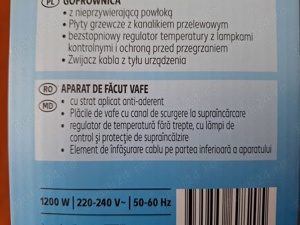 PL GOFROWNICA
• z nieprzywierającą powłoką
• Płyty grzewcze z kanalikiem przelewowym
• bezstopniowy regulator temperatury z lampkami
kontrolnymi i ochroną przed przegrzaniem
• Zwijacz kabla z tyłu urządzenia
RO APARAT DE FĂCUT VAFE
MD • cu strat aplicat anti-aderent
• Plăcile de vafe cu canal de scurgere la supraîncărcare
• regulator de temperatură fără trepte, cu lămpi de
control și protecție de supraîncălzire
• Element de înfășurare cablu pe partea inferioară a aparatului
1200 W | 220-240 V~ | 50-60 Hz